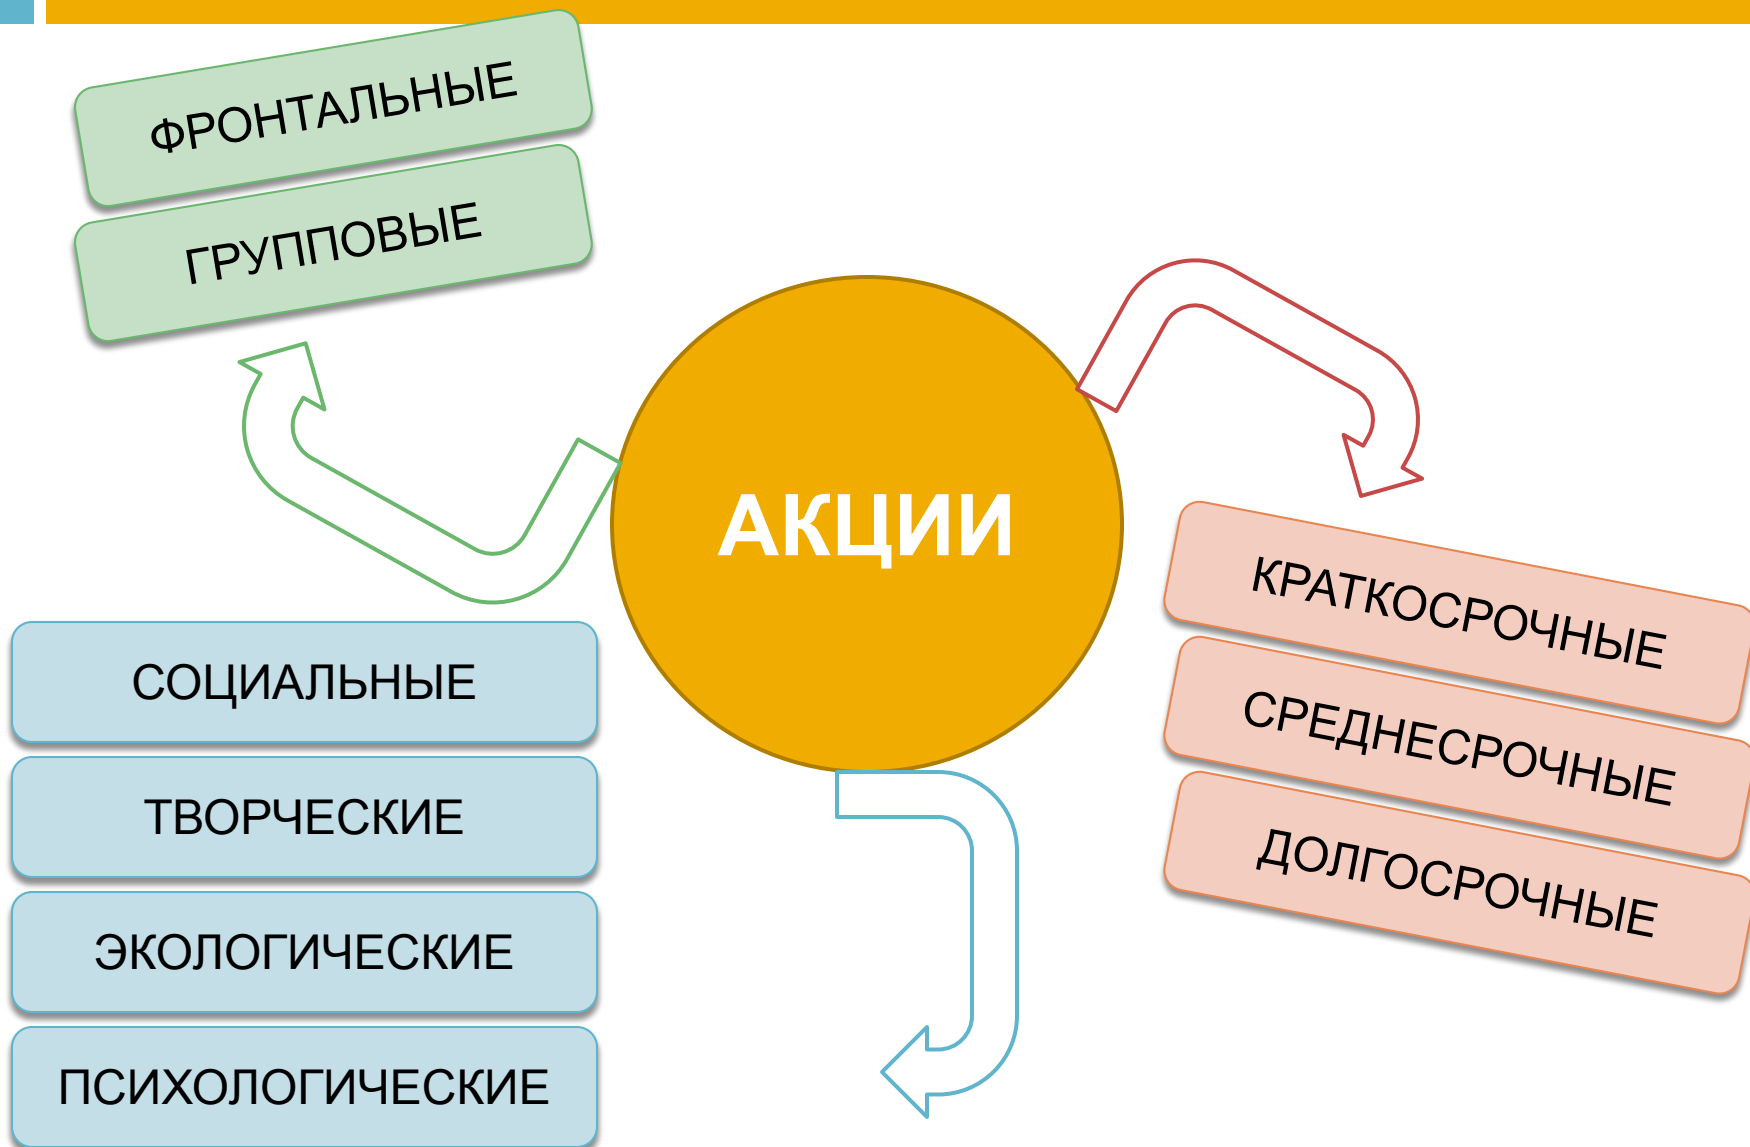 ФРОНТАЛЬНЫЕ
ГРУППОВЫЕ
АКЦИИ
КРАТКОСРОЧНЫЕ
СРЕДНЕСРОЧНЫЕ
ДОЛГОСРОЧНЫЕ
СОЦИАЛЬНЫЕ
ТВОРЧЕСКИЕ
ЭКОЛОГИЧЕСКИЕ
ПСИХОЛОГИЧЕСКИЕ